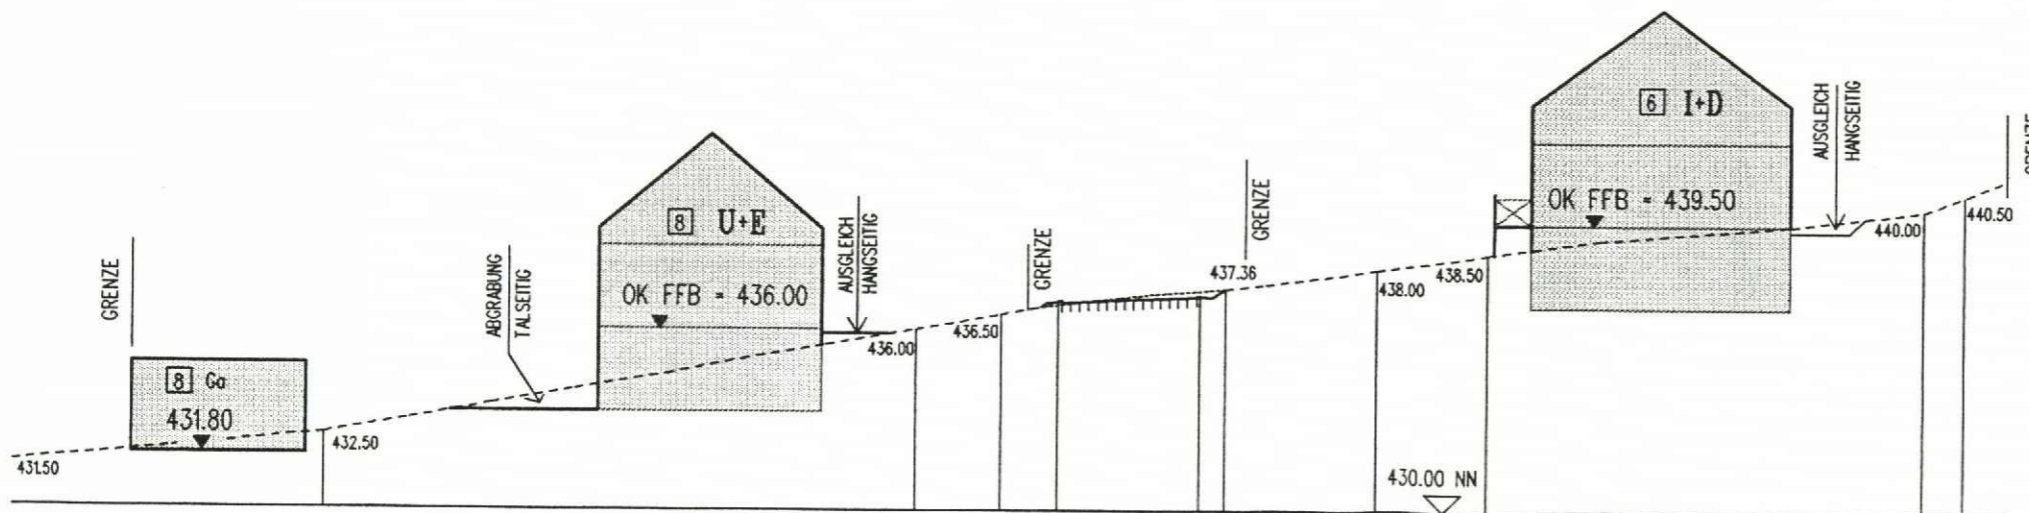 GRENZE
8 Ga
431.80
431.50
432.50
ABGRABUNG
TALSEITIG
8 U+E
OK FFB = 436.00
AUSGLEICH
HANGSEITIG
436.00
436.50
GRENZE
437.36
GRENZE
438.00
438.50
430.00 NN
6 I+D
OK FFB = 439.50
AUSGLEICH
HANGSEITIG
440.00
440.50
GRENZE